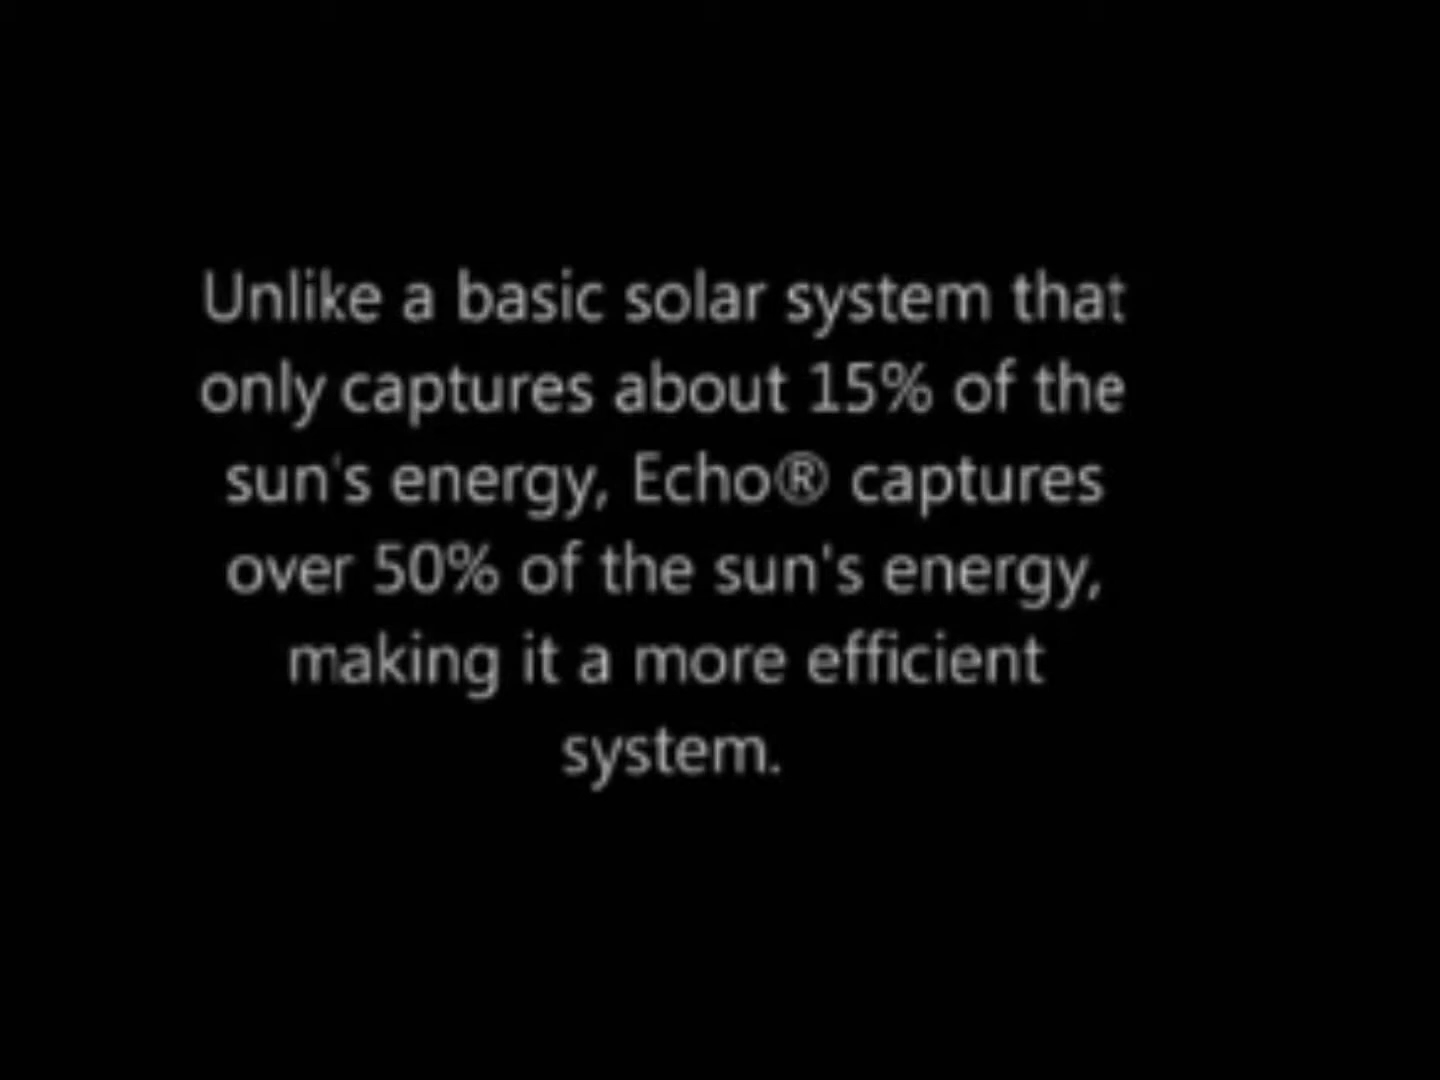 Unlike a basic solar system that
only captures about 15% of the
sun's energy, Echo® captures
over 50% of the sun's energy,
making it a more efficient
system.